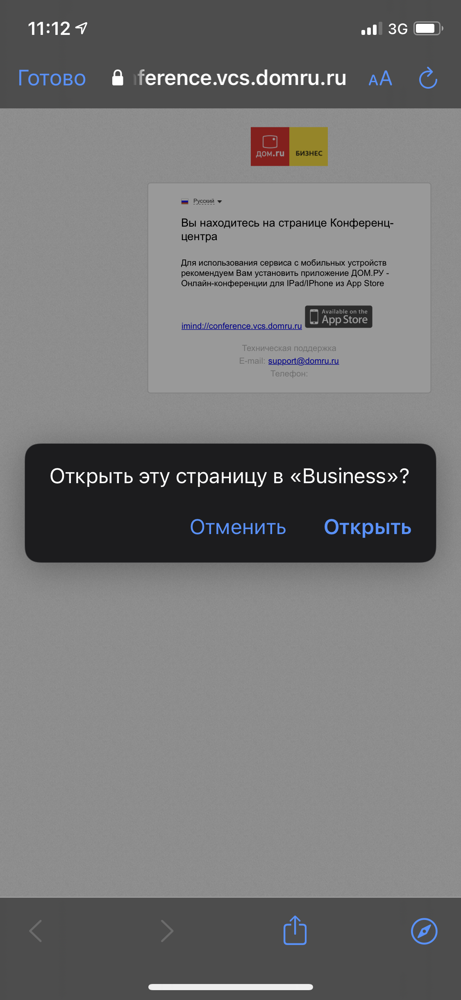 11:12
3G
Готово
ference.vcs.domru.ru
AA
ДОМ.ru
БИЗНЕС
Русский
Вы находитесь на странице Конференц-
центра
Для использования сервиса с мобильных устройств
рекомендуем Вам установить приложение ДОМ.РУ -
Онлайн-конференции для IPad/IPhone из App Store
Available on the
App Store
imind://conference.vcs.domru.ru
Техническая поддержка
E-mail: support@domru.ru
Телефон:
Открыть эту страницу в «Business»?
Отменить
Открыть